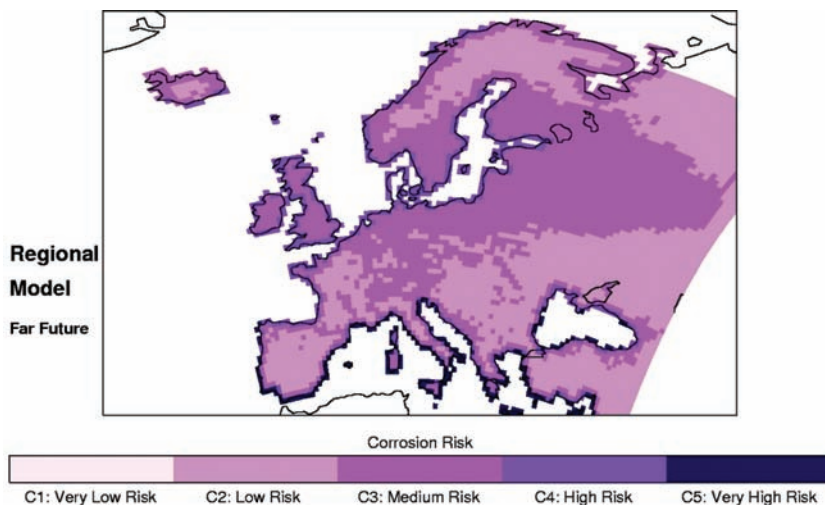 Regional
Model
Far Future
Corrosion Risk
C1: Very Low Risk C2: Low Risk C3: Medium Risk C4: High Risk C5: Very High Risk